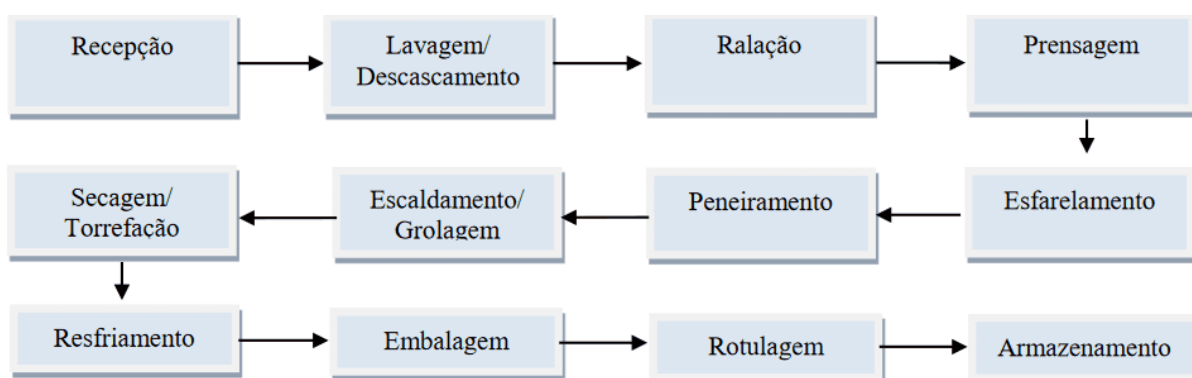 Recepção
Lavagem/
Descascamento
Ralação
Prensagem
Esfarelamento
Peneiramento
Escaldamento/
Grolagem
Secagem/
Torrefação
Resfriamento
Embalagem
Rotulagem
Armazenamento